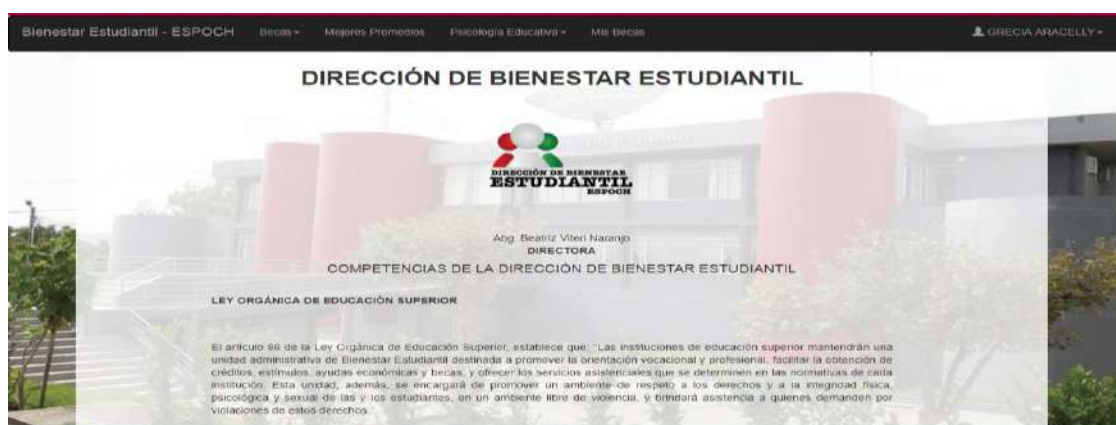 Bienestar Estudiantil - ESPOCH Becas Mejores Promedios Psicología Educativa Mis Becas GRECIA ARACELLY
DIRECCIÓN DE BIENESTAR ESTUDIANTIL
DIRECCIÓN DE BIENESTAR
ESTUDIANTIL
ESPOCH
Abg. Beatriz Viteri Naranjo
DIRECTORA
COMPETENCIAS DE LA DIRECCIÓN DE BIENESTAR ESTUDIANTIL
LEY ORGÁNICA DE EDUCACIÓN SUPERIOR
El artículo 86 de la Ley Orgánica de Educación Superior, establece que: "Las instituciones de educación superior mantendrán una
unidad administrativa de Bienestar Estudiantil destinada a promover la orientación vocacional y profesional, facilitar la obtención de
créditos, estímulos, ayudas económicas y becas, y ofrecer los servicios asistenciales que se determinen en las normativas de cada
institución. Esta unidad, además, se encargará de promover un ambiente de respeto a los derechos y a la integridad física,
psicológica y sexual de las y los estudiantes, en un ambiente libre de violencia, y brindará asistencia a quienes demanden por
violaciones de estos derechos